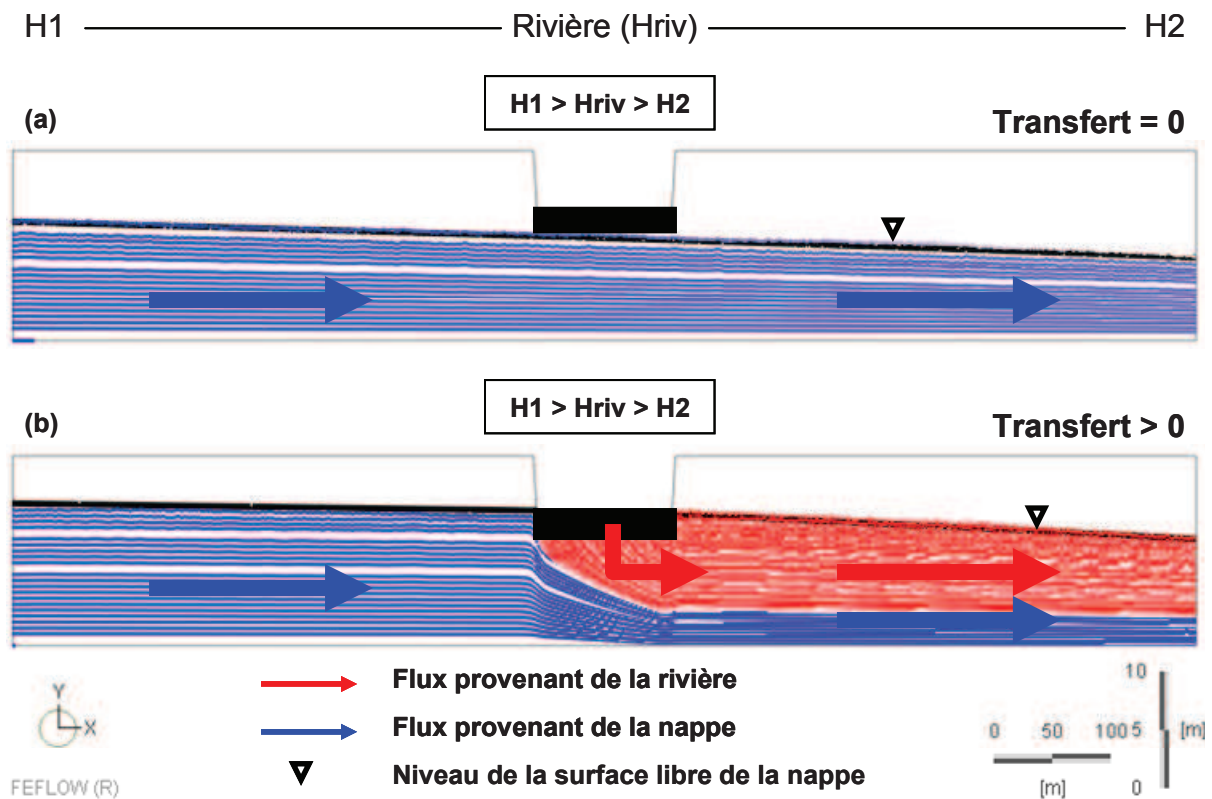 H1 Rivière (Hriv) H2
H1 > Hriv > H2
(a) Transfert = 0
H1 > Hriv > H2
(b) Transfert > 0
Flux provenant de la rivière
Flux provenant de la nappe
Niveau de la surface libre de la nappe
Y
X
FEFLOW (R)
0 50 100
[m]
10
5
0
[m]